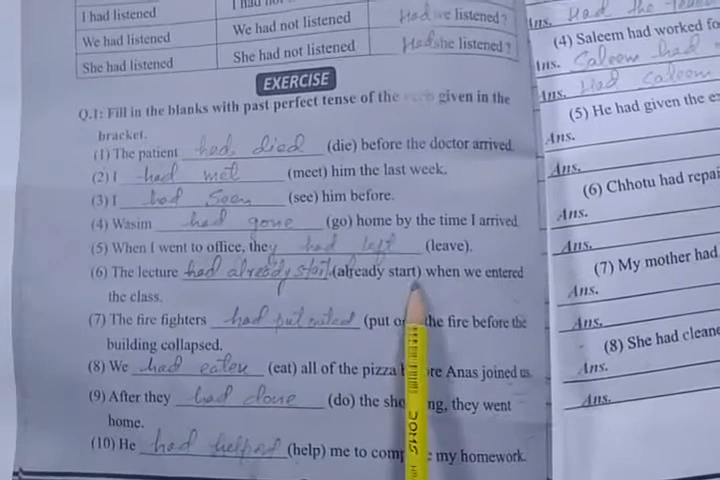 I had listened
We had listened We had not listened Had we listened?
She had listened She had not listened Had she listened?
EXERCISE
Q.1: Fill in the blanks with past perfect tense of the given in the
bracket.
(1) The patient had died (die) before the doctor arrived.
(2) I had met (meet) him the last week.
(3) I had seen (see) him before.
(4) Wasim had gone (go) home by the time I arrived.
(5) When I went to office, they had left (leave).
(6) The lecture had already start (already start) when we entered
the class.
(7) The fire fighters had put (put the fire before the
building collapsed.
(8) We had eaten (eat) all of the pizza Anas joined us.
(9) After they had done (do) the they went
home.
(10) He had helped (help) me to my homework.
Ans. Had the
(4) Saleem had worked
Ans. Saleem had
Ans. Had Saleem
(5) He had given the
Ans.
Ans.
(6) Chhotu had
Ans.
Ans.
(7) My mother had
Ans.
Ans.
(8) She had
Ans.
Ans.